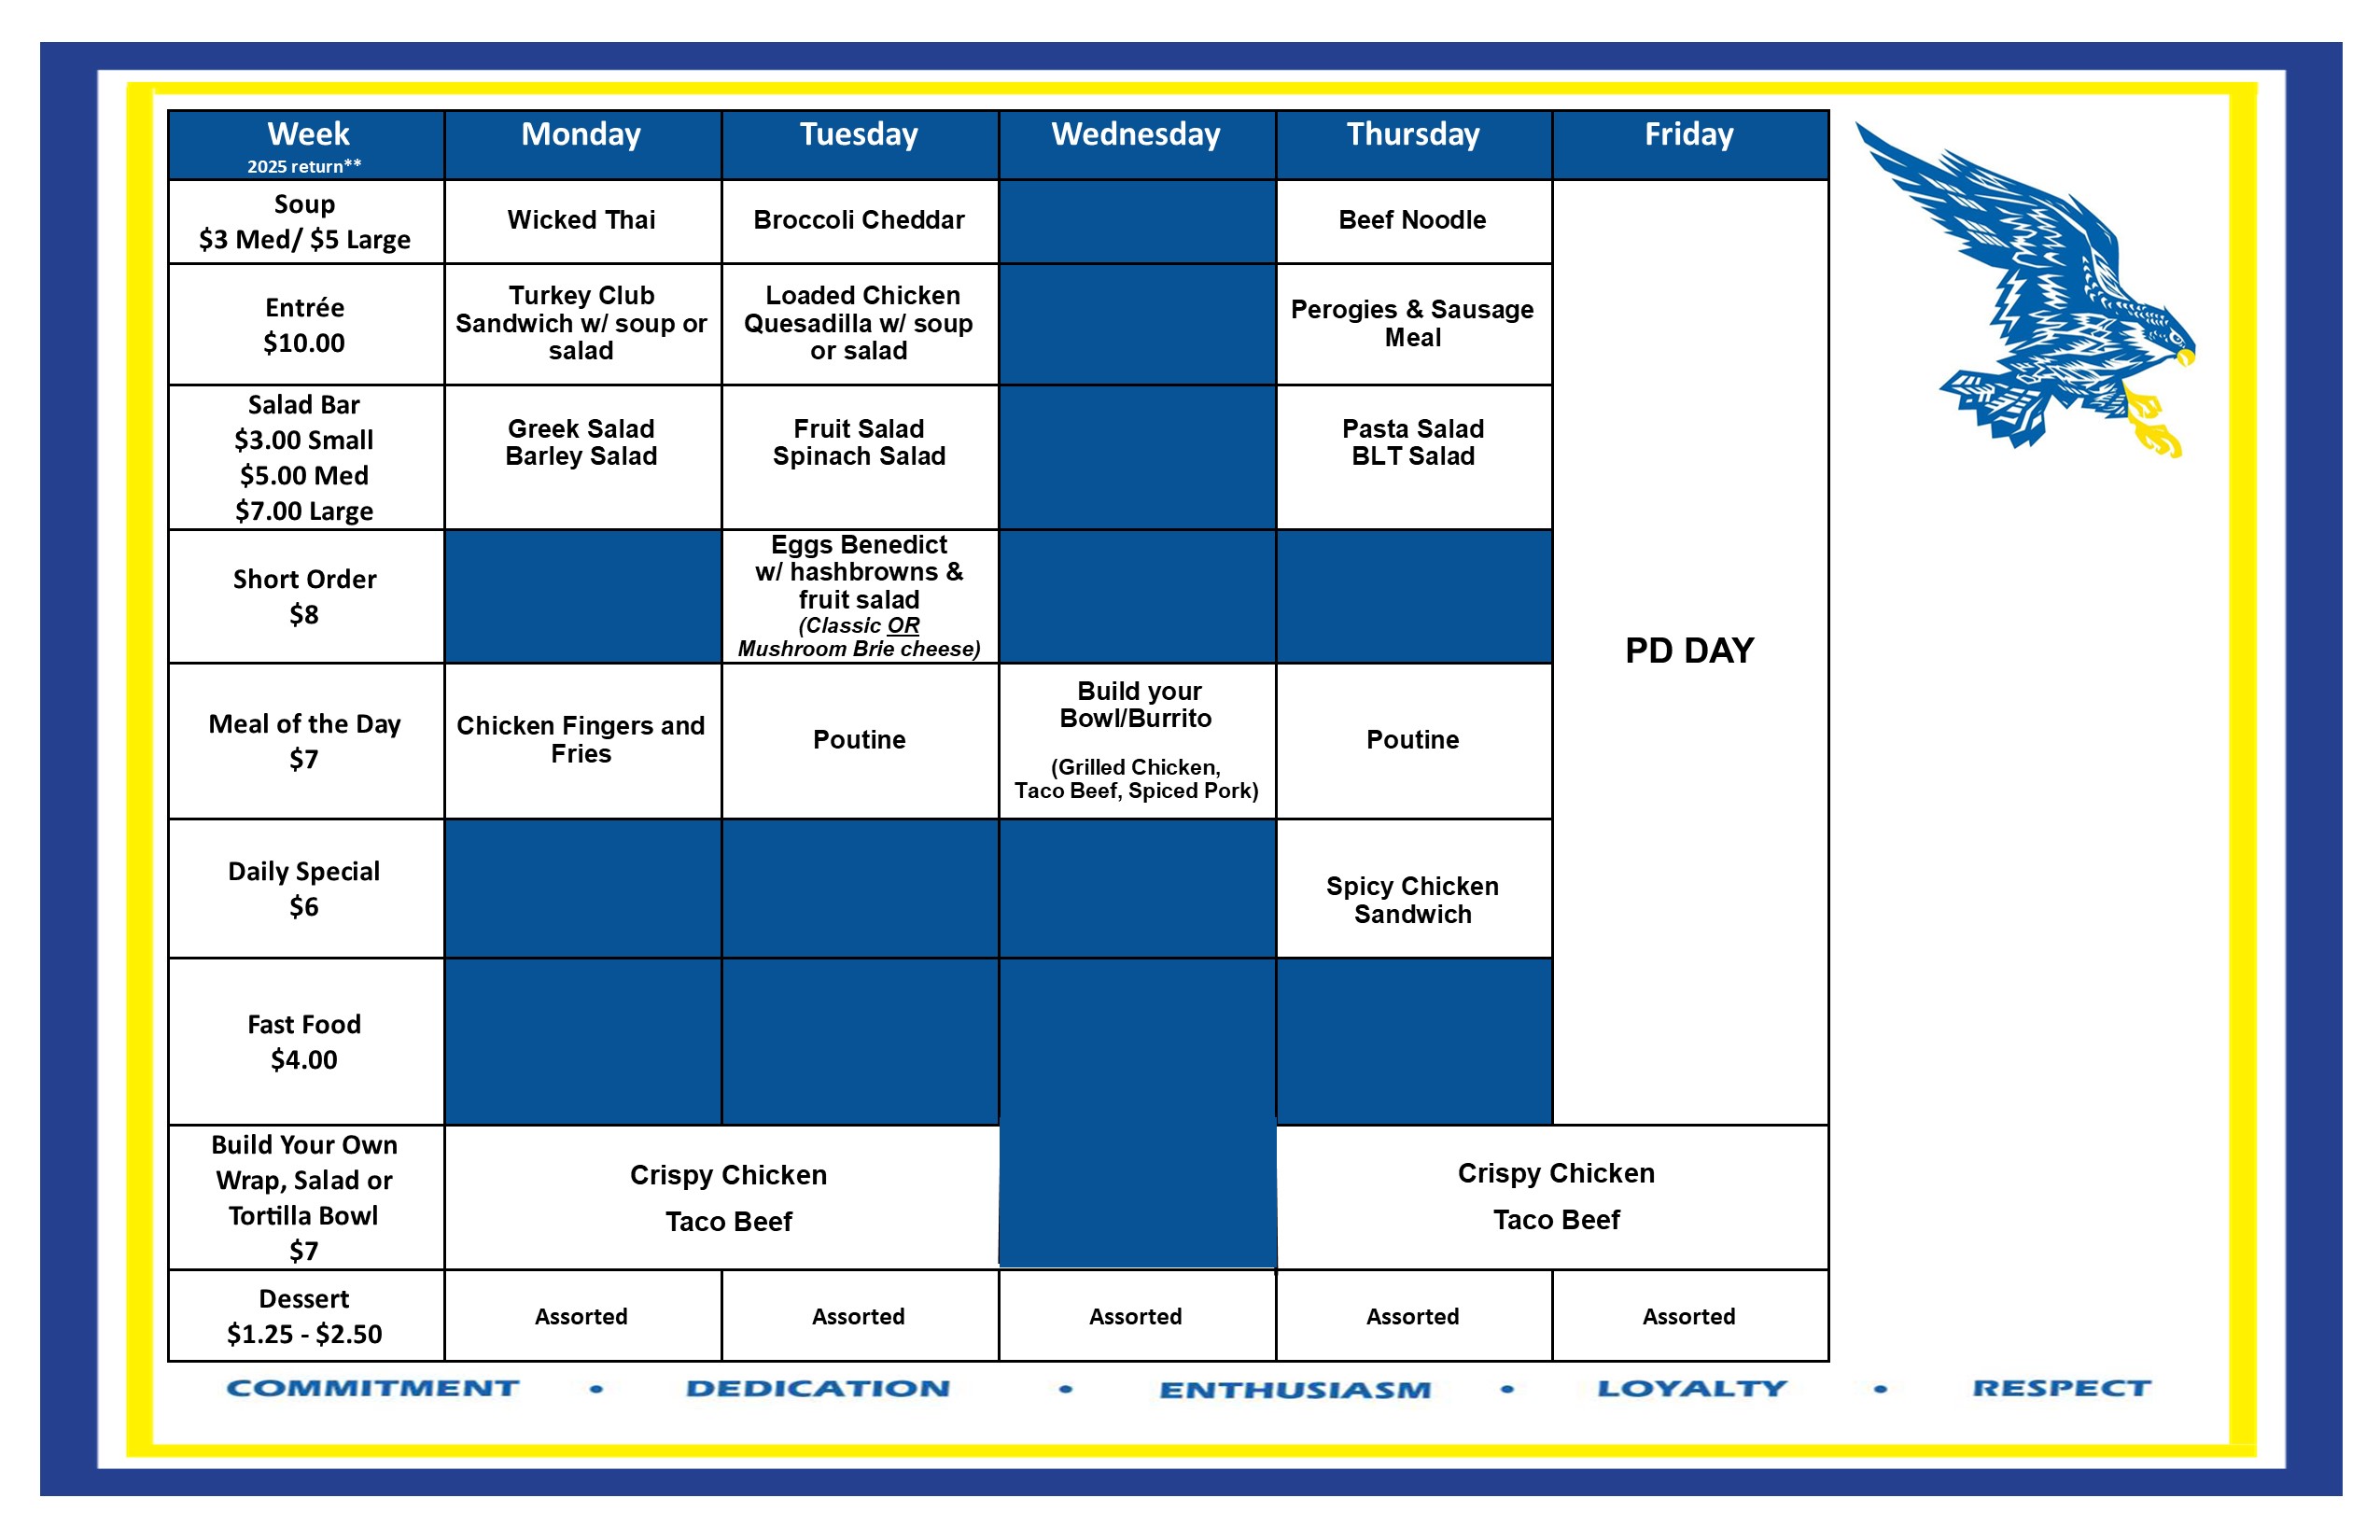 Week
2025 return**
Monday
Tuesday
Wednesday
Thursday
Friday
Soup
$3 Med/ $5 Large
Wicked Thai
Broccoli Cheddar
Beef Noodle
Entrée
$10.00
Turkey Club
Sandwich w/ soup or
salad
Loaded Chicken
Quesadilla w/ soup
or salad
Perogies & Sausage
Meal
Salad Bar
$3.00 Small
$5.00 Med
$7.00 Large
Greek Salad
Barley Salad
Fruit Salad
Spinach Salad
Pasta Salad
BLT Salad
Short Order
$8
Eggs Benedict
w/ hashbrowns &
fruit salad
(Classic OR
Mushroom Brie cheese)
PD DAY
Meal of the Day
$7
Chicken Fingers and
Fries
Poutine
Build your
Bowl/Burrito
(Grilled Chicken,
Taco Beef, Spiced Pork)
Poutine
Daily Special
$6
Spicy Chicken
Sandwich
Fast Food
$4.00
Build Your Own
Wrap, Salad or
Tortilla Bowl
$7
Crispy Chicken
Taco Beef
Crispy Chicken
Taco Beef
Dessert
$1.25 - $2.50
Assorted
Assorted
Assorted
Assorted
Assorted
COMMITMENT • DEDICATION • ENTHUSIASM • LOYALTY • RESPECT